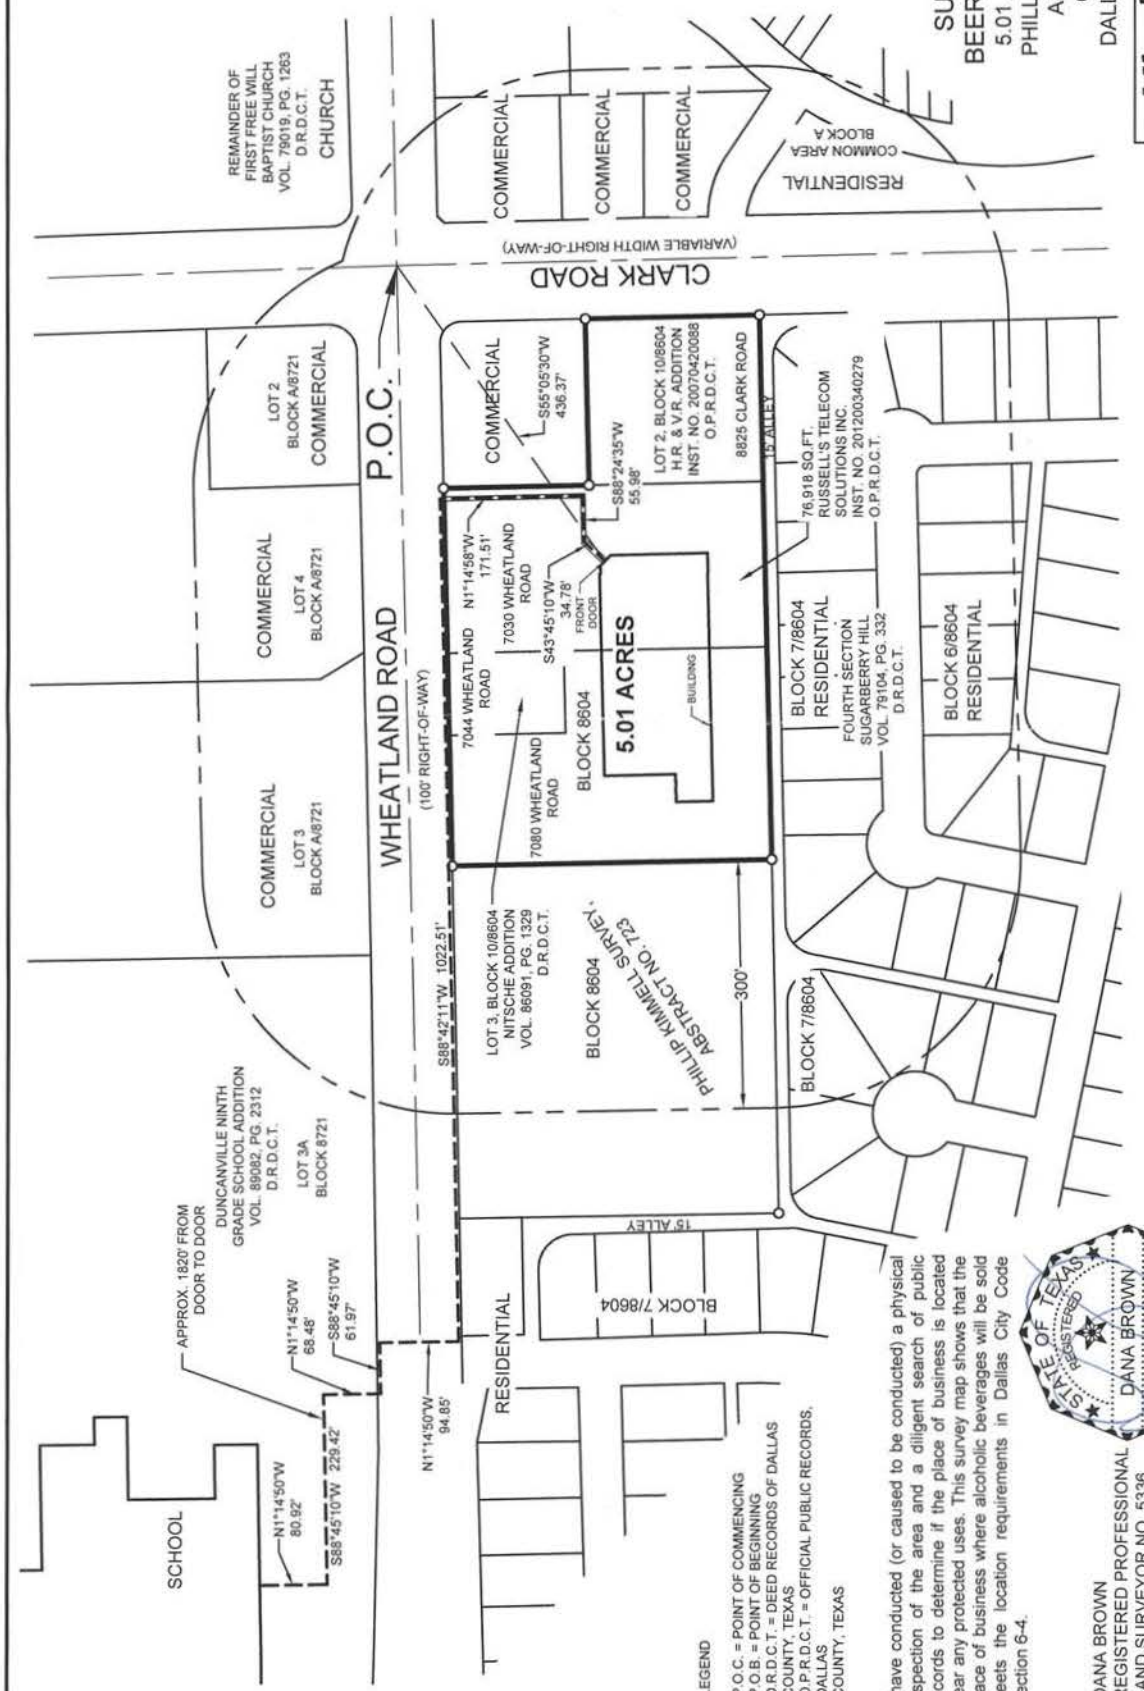 REMAINDER OF
FIRST FREE WILL
BAPTIST CHURCH
VOL. 79019, PG. 1263
D.R.D.C.T.
CHURCH
LOT 2
BLOCK A/8721
COMMERCIAL
COMMERCIAL
LOT 4
BLOCK A/8721
COMMERCIAL
LOT 3
BLOCK A/8721
DUNCANVILLE NINTH
GRADE SCHOOL ADDITION
VOL. 89082, PG. 2312
D.R.D.C.T.
LOT 3A
BLOCK 8721
APPROX. 1820' FROM
DOOR TO DOOR
SCHOOL
N1°14'50"W
80.92'
S88°45'10"W 229.42'
N1°14'50"W
68.48'
S88°45'10"W
61.97'
N1°14'50"W
94.85'
WHEATLAND ROAD
(100' RIGHT-OF-WAY)
P.O.C.
S88°42'11"W 1022.51'
CLARK ROAD
(VARIABLE WIDTH RIGHT-OF-WAY)
COMMERCIAL
COMMERCIAL
COMMERCIAL
RESIDENTIAL
COMMON AREA
BLOCK A
COMMERCIAL
S55°05'30"W
436.37'
LOT 2, BLOCK 10/8604
H.R. & V.R. ADDITION
INST. NO. 20070420088
O.P.R.D.C.T.
8825 CLARK ROAD
15' ALLEY
S88°24'35"W
55.98'
N1°14'58"W
171.51'
7030 WHEATLAND
ROAD
S43°45'10"W
34.78'
FRONT
DOOR
7044 WHEATLAND
ROAD
7080 WHEATLAND
ROAD
BLOCK 8604
5.01 ACRES
BUILDING
LOT 3, BLOCK 10/8604
NITSCHE ADDITION
VOL. 86091, PG. 1329
D.R.D.C.T.
BLOCK 8604
PHILLIP KIMMELL SURVEY,
ABSTRACT NO. 723
300'
76,918 SQ.FT.
RUSSELL'S TELECOM
SOLUTIONS INC.
INST. NO. 201200340279
O.P.R.D.C.T.
BLOCK 7/8604
RESIDENTIAL
FOURTH SECTION
SUGARBERRY HILL
VOL. 79104, PG. 332
D.R.D.C.T.
BLOCK 6/8604
RESIDENTIAL
BLOCK 7/8604
15' ALLEY
BLOCK 7/8604
RESIDENTIAL
EGEND
P.O.C. = POINT OF COMMENCING
P.O.B. = POINT OF BEGINNING
D.R.D.C.T. = DEED RECORDS OF DALLAS
COUNTY, TEXAS
O.P.R.D.C.T. = OFFICIAL PUBLIC RECORDS,
DALLAS
COUNTY, TEXAS
have conducted (or caused to be conducted) a physical
spection of the area and a diligent search of public
cords to determine if the place of business is located
ear any protected uses. This survey map shows that the
ace of business where alcoholic beverages will be sold
eets the location requirements in Dallas City Code
ection 6-4.
DANA BROWN
REGISTERED PROFESSIONAL
AND SURVEYOR NO. 5336
STATE OF TEXAS
REGISTERED
DANA BROWN
SU
BEER
5.01
PHILL
A
DALL